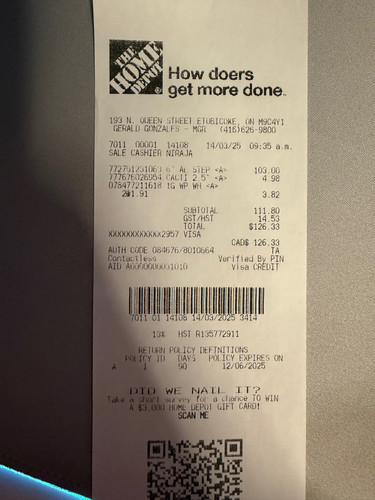 THE HOME DEPOT
How doers
get more done.
193 N. QUEEN STREET ETOBICOKE, ON M9C4Y1
GERALD GONZALES - MGR (416)626-9800
7011 00001 14108 14/03/25 09:35 a.m.
SALE CASHIER NIRAJA
772751231063 6' AL STEP <A> 103.00
777676026954 CACTI 2.5" <A> 4.98
078477211618 1G WP WH <A>
2@1.91 3.82
SUBTOTAL 111.80
GST/HST 14.53
TOTAL $126.33
XXXXXXXXXXXX2957 VISA
CAD$ 126.33
AUTH CODE 084676/8010664 TA
Contactless Verified By PIN
AID A0000000031010 Visa CREDIT
7011 01 14108 14/03/2025 3414
13% HST R135772911
RETURN POLICY DEFINITIONS
POLICY ID DAYS POLICY EXPIRES ON
A 1 90 12/06/2025
DID WE NAIL IT?
Take a short survey for a chance TO WIN
A $3,000 HOME DEPOT GIFT CARD!
SCAN ME